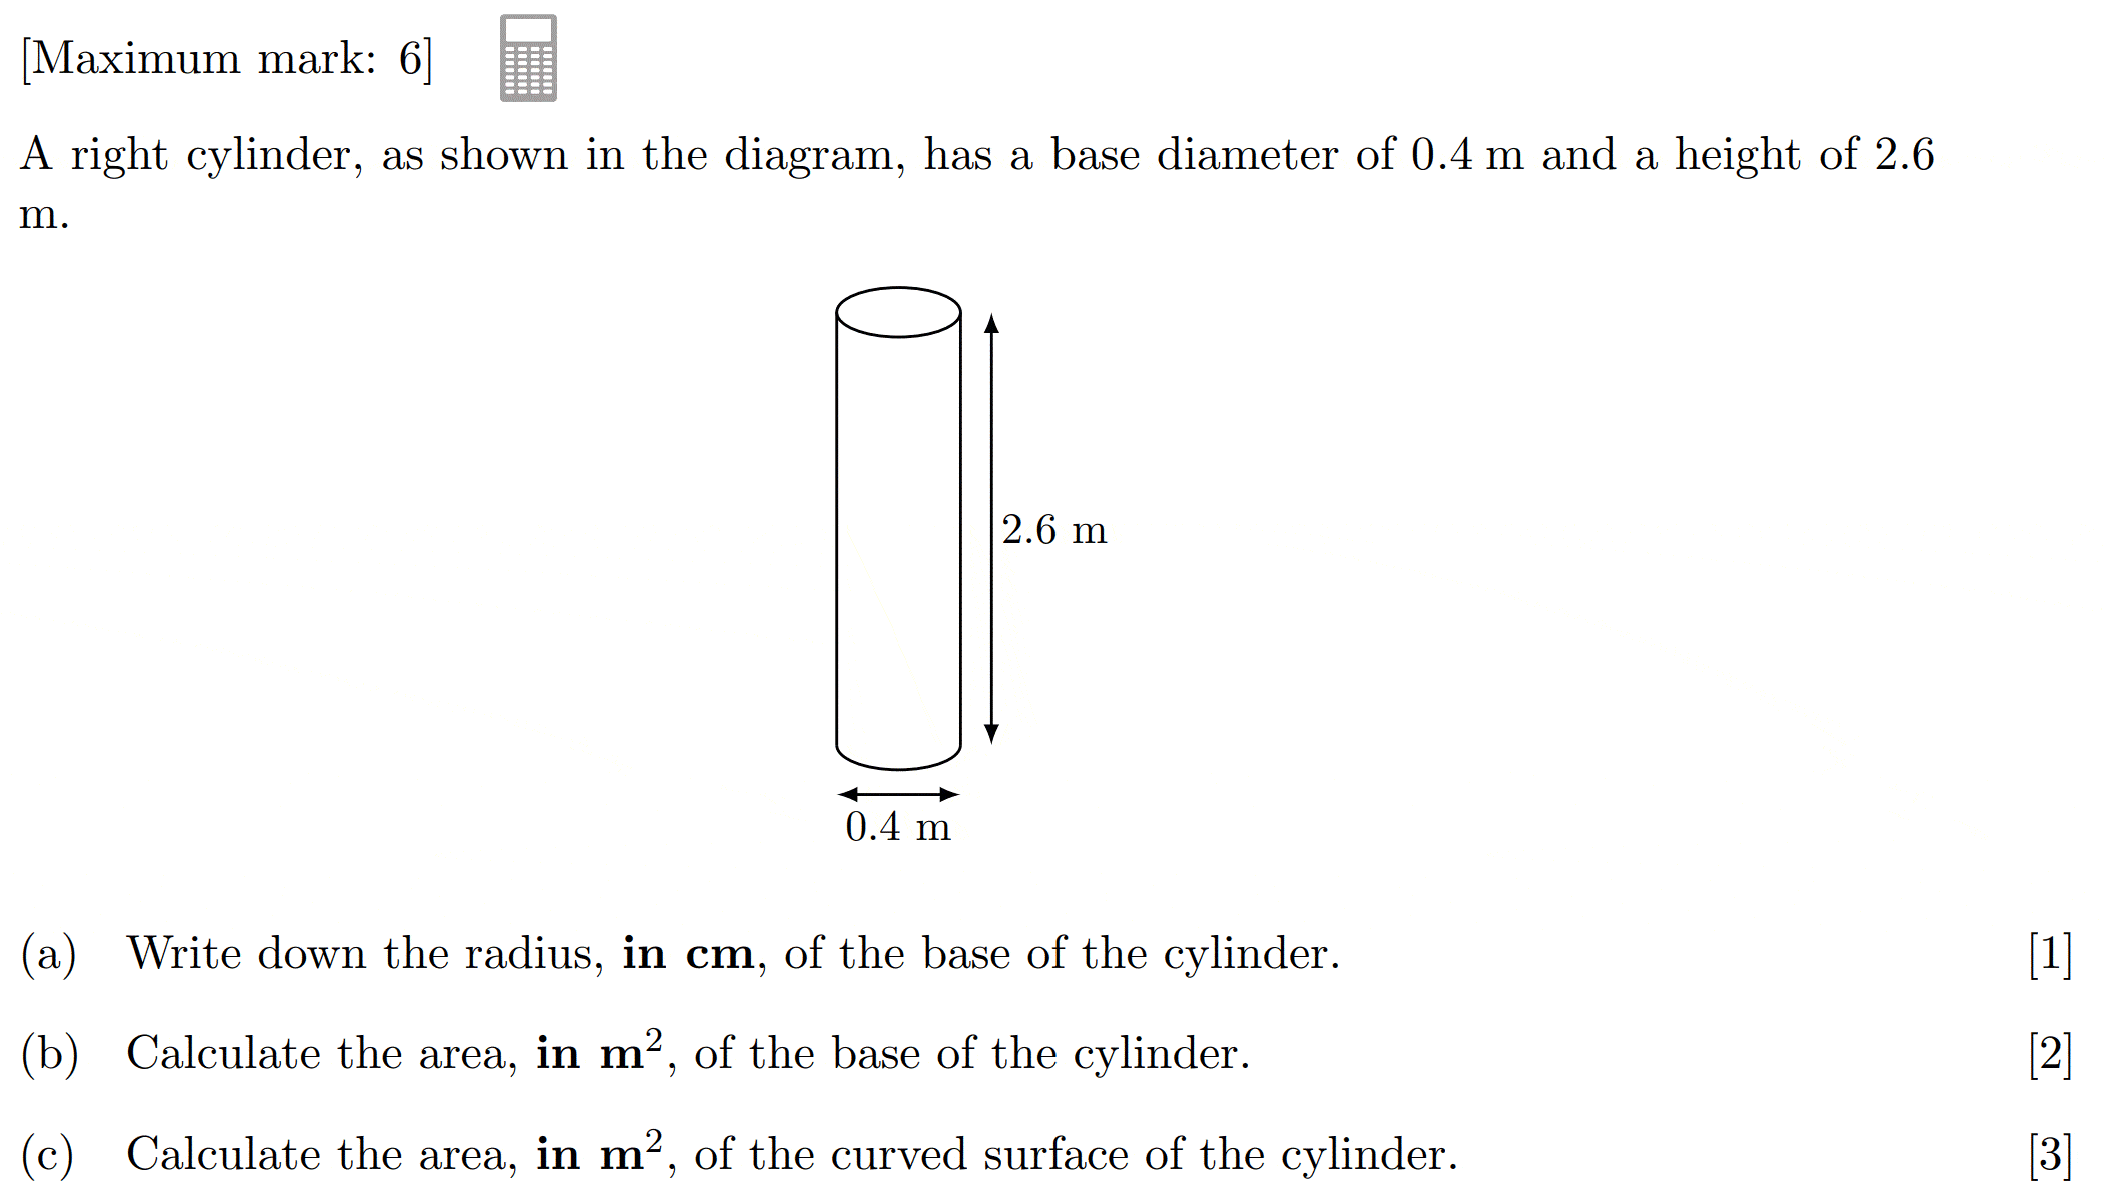 [Maximum mark: 6]
A right cylinder, as shown in the diagram, has a base diameter of 0.4 m and a height of 2.6
m.
2.6 m
0.4 m
(a) Write down the radius, in cm, of the base of the cylinder. [1]
(b) Calculate the area, in m², of the base of the cylinder. [2]
(c) Calculate the area, in m², of the curved surface of the cylinder. [3]